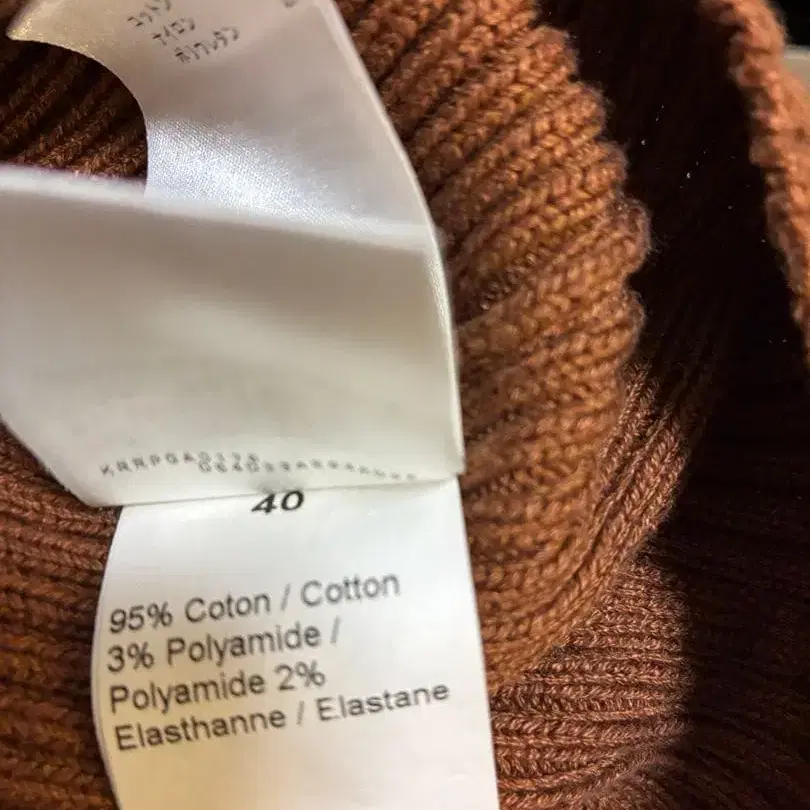 コットン
ナイロン
ポリウレタン
40
95% Coton / Cotton
3% Polyamide /
Polyamide 2%
Elasthanne / Elastane